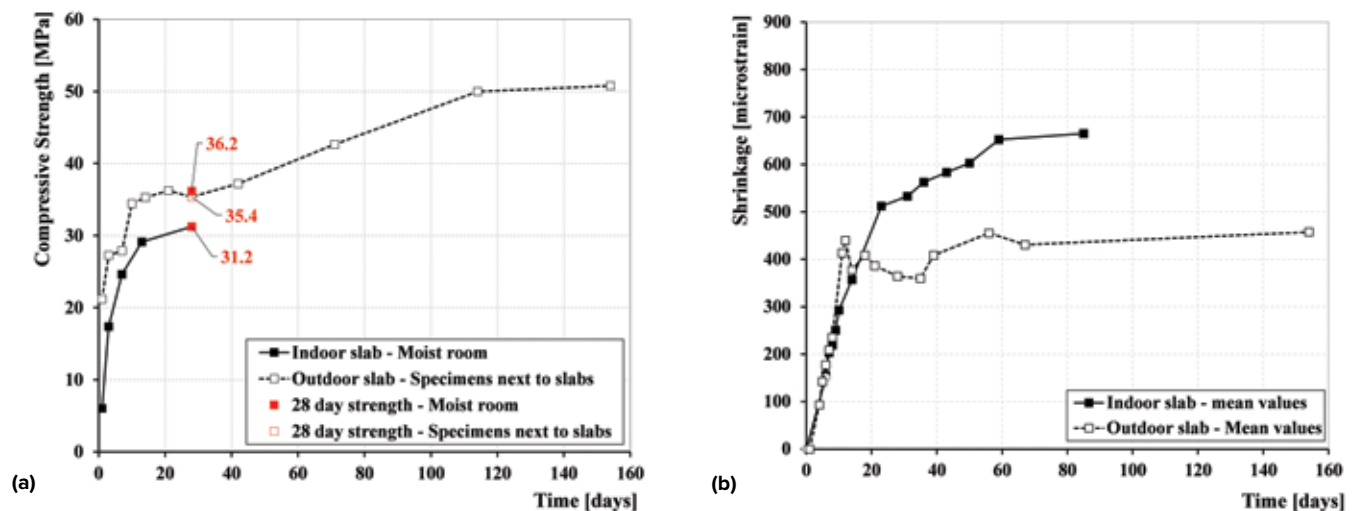 60
50
40
30
20
10
0
Compressive Strength [MPa]
36.2
35.4
31.2
Indoor slab - Moist room
Outdoor slab - Specimens next to slabs
28 day strength - Moist room
28 day strength - Specimens next to slabs
0 20 40 60 80 100 120 140 160
Time [days]
(a)
900
800
700
600
500
400
300
200
100
0
Shrinkage [microstrain]
Indoor slab - mean values
Outdoor slab - Mean values
0 20 40 60 80 100 120 140 160
Time [days]
(b)